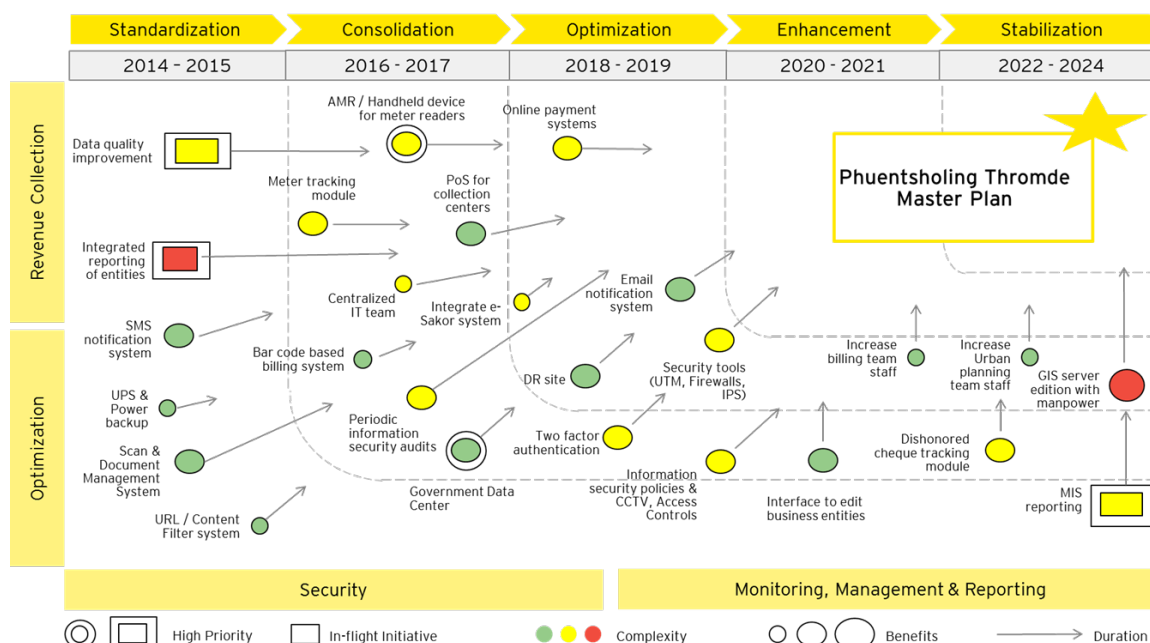 Standardization
Consolidation
Optimization
Enhancement
Stabilization
2014 - 2015
2016 - 2017
2018 - 2019
2020 - 2021
2022 - 2024
Revenue Collection
Optimization
Data quality
improvement
AMR / Handheld device
for meter readers
Online payment
systems
Meter tracking
module
PoS for
collection
centers
Phuentsholing Thromde
Master Plan
Integrated
reporting
of entities
Centralized
IT team
Integrate e-
Sakor system
Email
notification
system
SMS
notification
system
Bar code based
billing system
DR site
Security tools
(UTM, Firewalls,
IPS)
Increase
billing team
staff
Increase
Urban
planning
team staff
GIS server
edition with
manpower
UPS &
Power
backup
Periodic
information
security audits
Two factor
authentication
Dishonored
cheque tracking
module
Scan &
Document
Management
System
Government Data
Center
Information
security policies &
CCTV, Access
Controls
Interface to edit
business entities
MIS
reporting
URL / Content
Filter system
Security
Monitoring, Management & Reporting
High Priority
In-flight Initiative
Complexity
Benefits
Duration